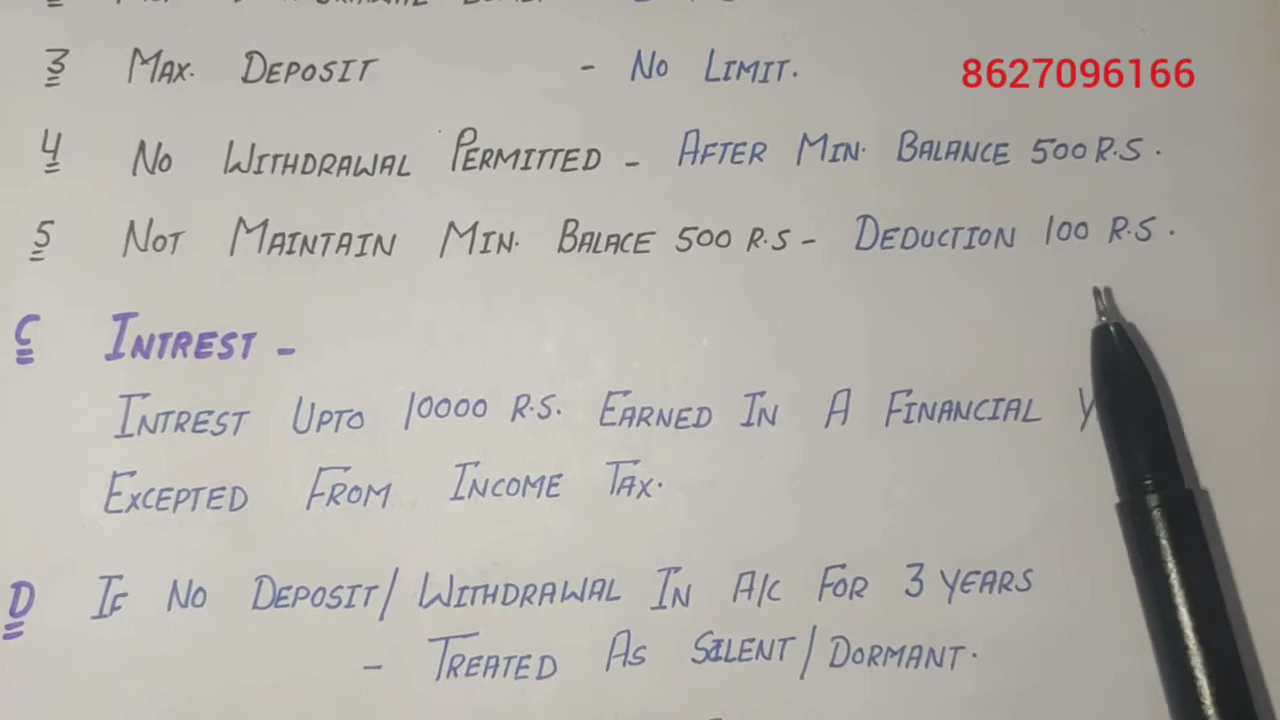 3 MAX. DEPOSIT - NO LIMIT.
8627096166
4 NO WITHDRAWAL PERMITTED - AFTER MIN. BALANCE 500 R.S.
5 NOT MAINTAIN MIN. BALACE 500 R.S - DEDUCTION 100 R.S.
C INTREST -
INTREST UPTO 10000 R.S. EARNED IN A FINANCIAL
EXCEPTED FROM INCOME TAX.
D IF NO DEPOSIT/WITHDRAWAL IN A/C FOR 3 YEARS
- TREATED AS SILENT/DORMANT.